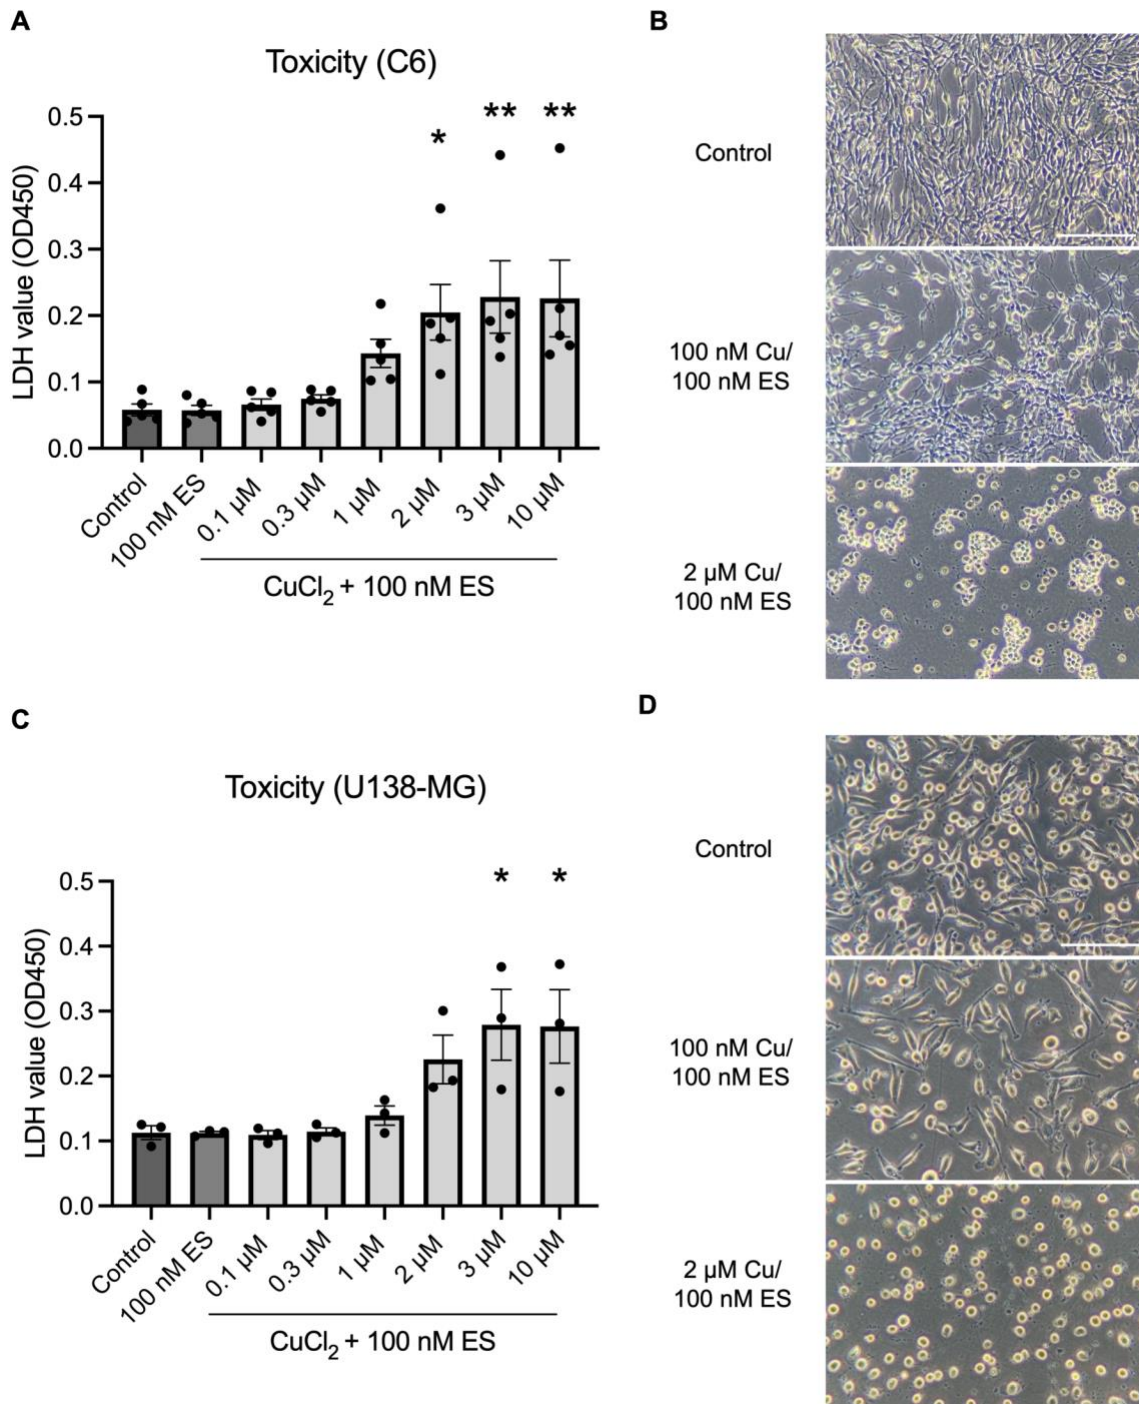 A
Toxicity (C6)
LDH value (OD450)
0.5
0.4
0.3
0.2
0.1
0.0
*
**
**
Control
100 nM ES
0.1 µM
0.3 µM
1 µM
2 µM
3 µM
10 µM
CuCl₂ + 100 nM ES
B
Control
100 nM Cu/
100 nM ES
2 µM Cu/
100 nM ES
C
Toxicity (U138-MG)
LDH value (OD450)
0.5
0.4
0.3
0.2
0.1
0.0
*
*
Control
100 nM ES
0.1 µM
0.3 µM
1 µM
2 µM
3 µM
10 µM
CuCl₂ + 100 nM ES
D
Control
100 nM Cu/
100 nM ES
2 µM Cu/
100 nM ES